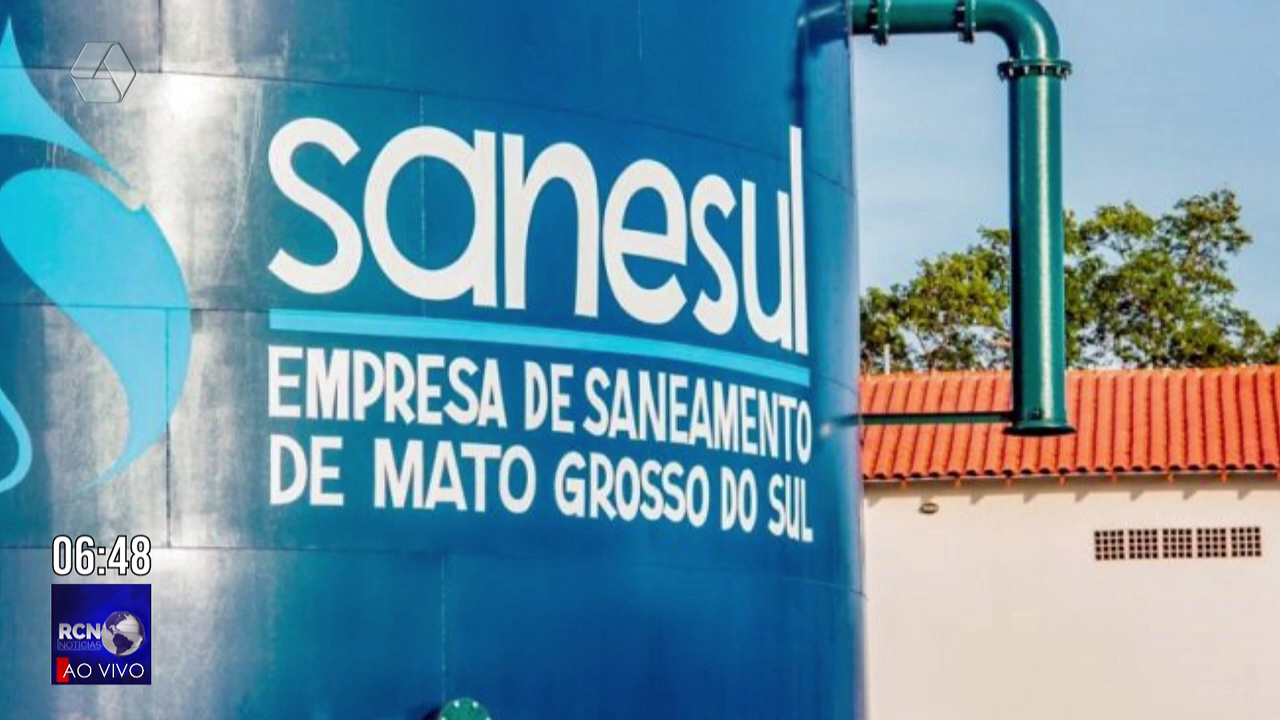 sanesul
EMPRESA DE SANEAMENTO
DE MATO GROSSO DO SUL
06:48
RCN
NOTÍCIAS
AO VIVO